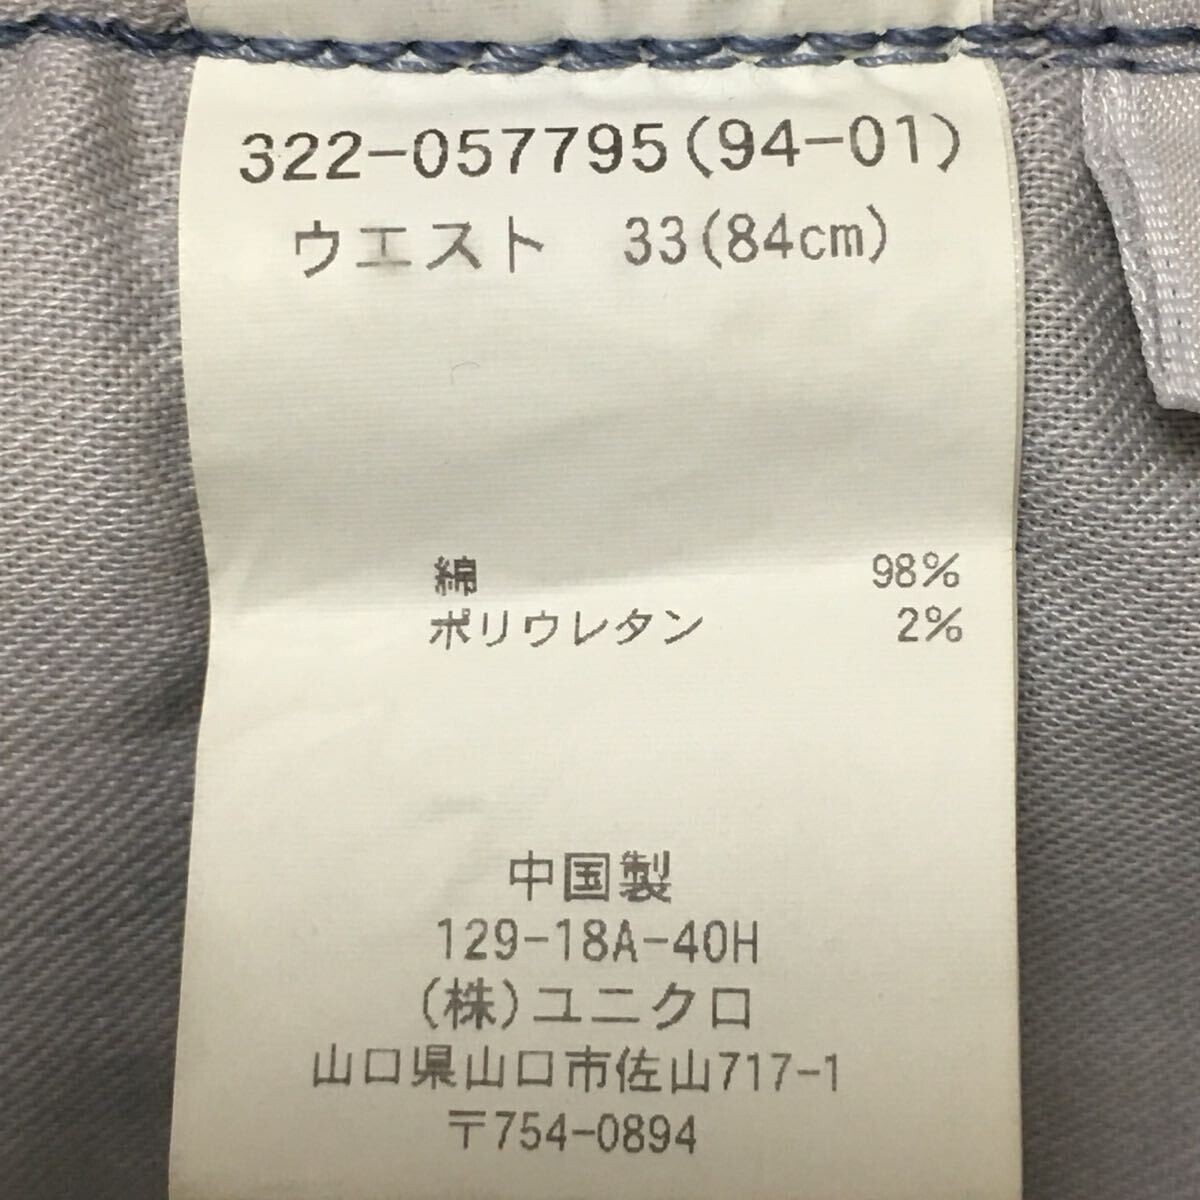 322-057795(94-01)
ウエスト 33(84cm)
綿 98%
ポリウレタン 2%
中国製
129-18A-40H
(株)ユニクロ
山口県山口市佐山717-1
〒754-0894